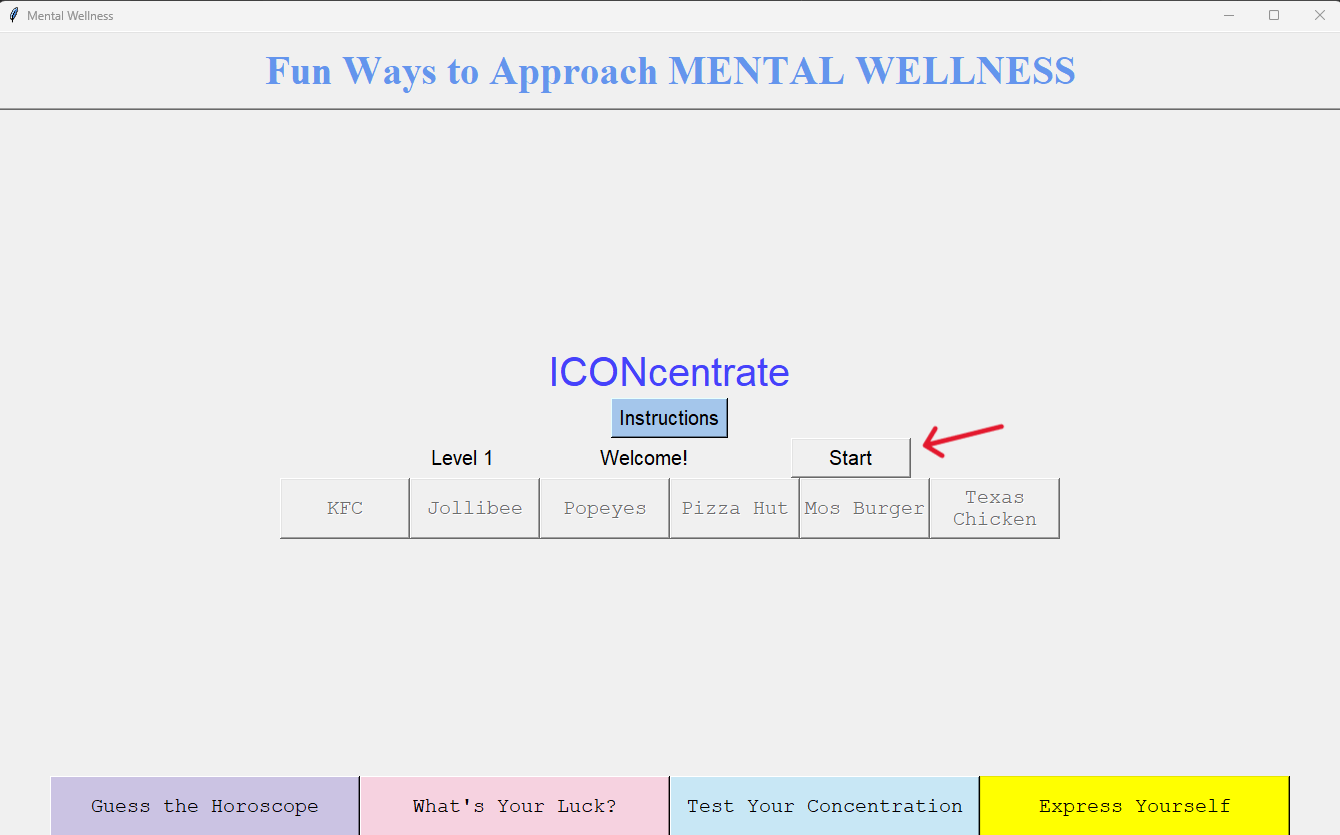 Mental Wellness
Fun Ways to Approach MENTAL WELLNESS
ICONcentrate
Instructions
Level 1 Welcome! Start
KFC Jollibee Popeyes Pizza Hut Mos Burger Texas
Chicken
Guess the Horoscope What's Your Luck? Test Your Concentration Express Yourself